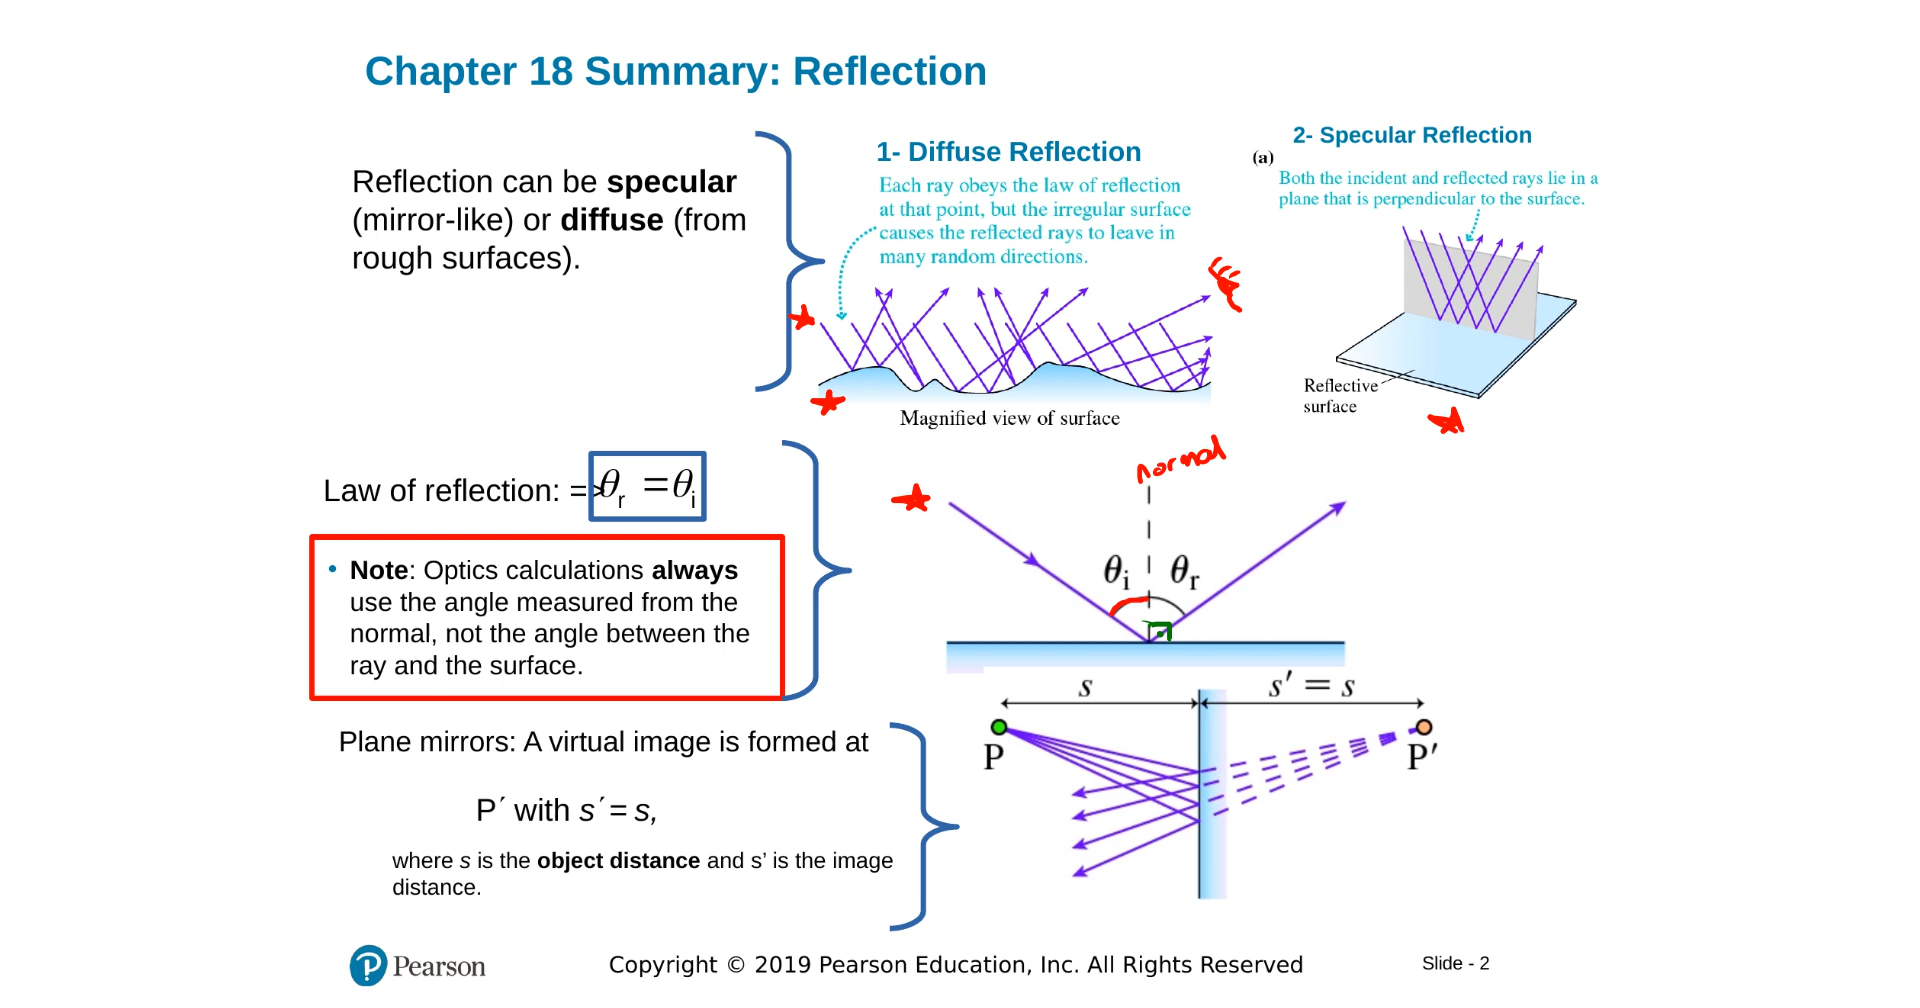 Chapter 18 Summary: Reflection
Reflection can be specular
(mirror-like) or diffuse (from
rough surfaces).
1- Diffuse Reflection
Each ray obeys the law of reflection
at that point, but the irregular surface
causes the reflected rays to leave in
many random directions.
Magnified view of surface
2- Specular Reflection
(a)
Both the incident and reflected rays lie in a
plane that is perpendicular to the surface.
Reflective
surface
Law of reflection: => θr = θi
• Note: Optics calculations always
use the angle measured from the
normal, not the angle between the
ray and the surface.
normal
θi θr
Plane mirrors: A virtual image is formed at
P´ with s´= s,
where s is the object distance and s’ is the image
distance.
s s′ = s
P P′
Pearson
Copyright © 2019 Pearson Education, Inc. All Rights Reserved
Slide - 2